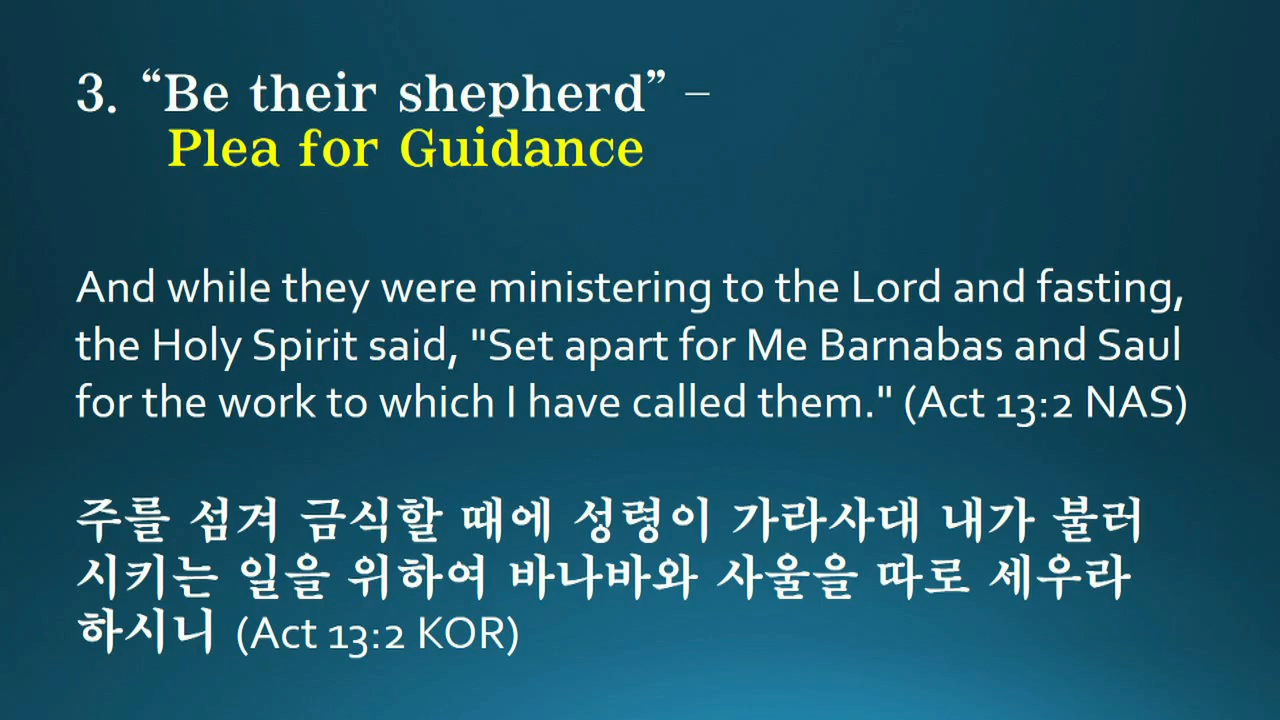 3. “Be their shepherd” –
Plea for Guidance
And while they were ministering to the Lord and fasting,
the Holy Spirit said, "Set apart for Me Barnabas and Saul
for the work to which I have called them." (Act 13:2 NAS)
주를 섬겨 금식할 때에 성령이 가라사대 내가 불러
시키는 일을 위하여 바나바와 사울을 따로 세우라
하시니 (Act 13:2 KOR)